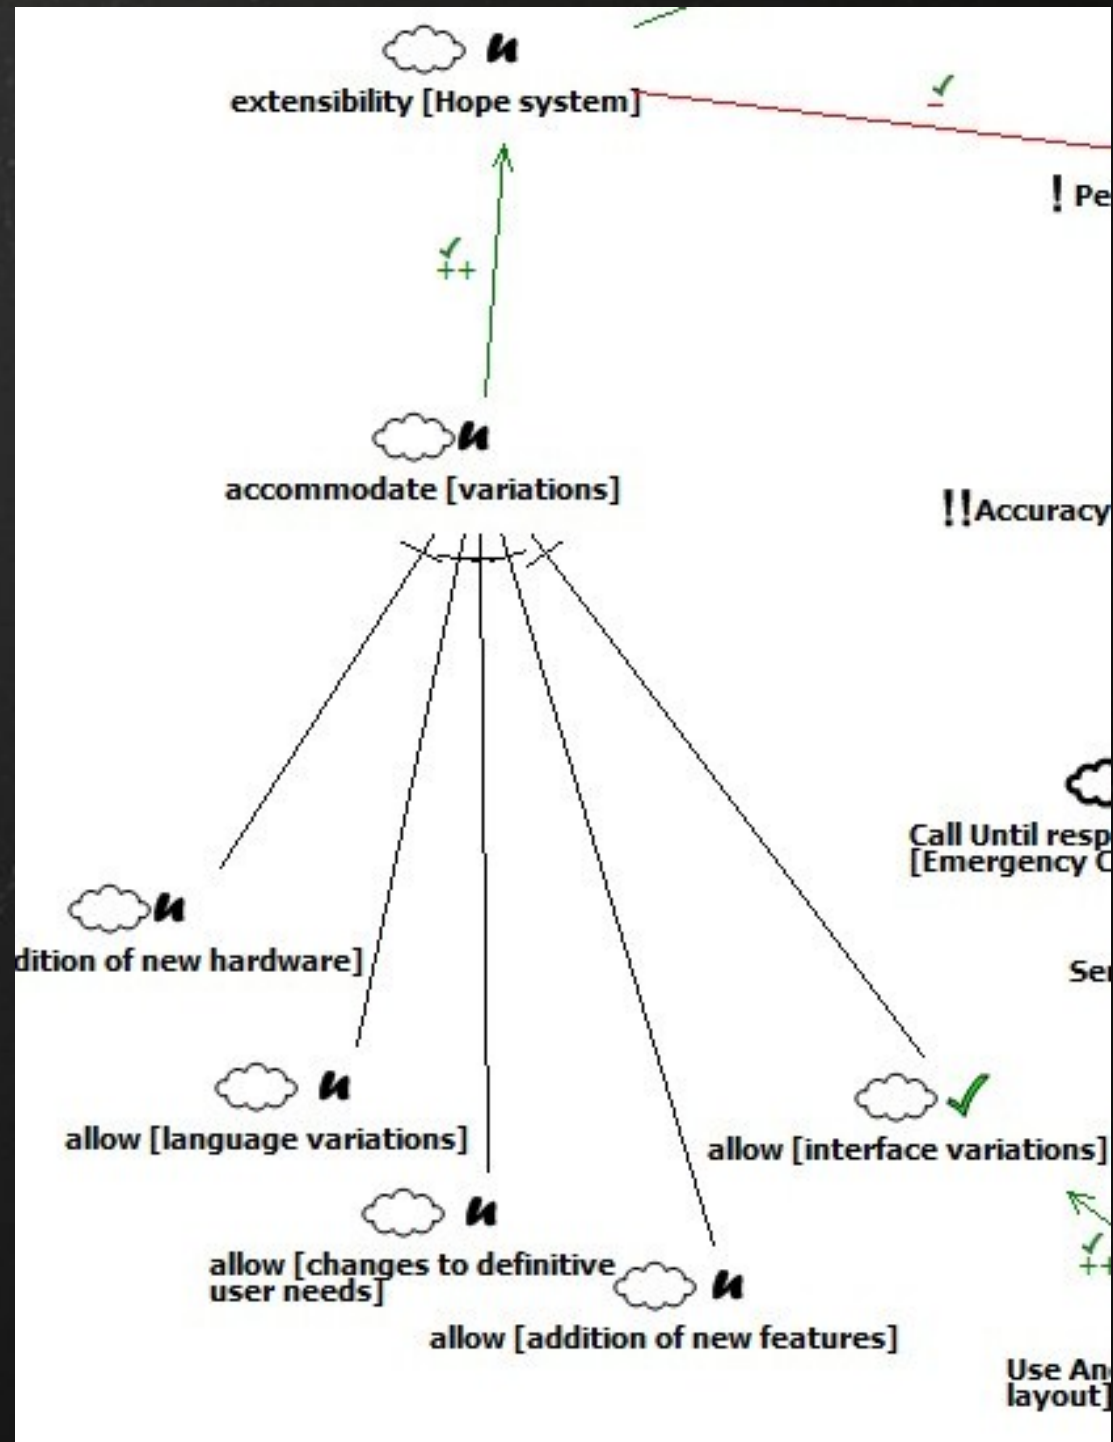 u
extensibility [Hope system]
! Pe
++
u
accommodate [variations]
!!Accuracy
Call Until resp
[Emergency C
u
dition of new hardware]
Ser
u
allow [language variations]
allow [interface variations]
u
allow [changes to definitive
user needs]
u
allow [addition of new features]
++
Use An
layout]